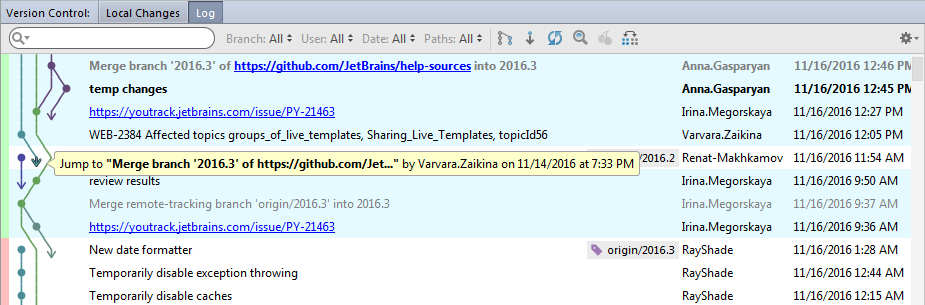 Version Control: Local Changes Log
Branch: All User: All Date: All Paths: All
Merge branch '2016.3' of https://github.com/JetBrains/help-sources into 2016.3 Anna.Gasparyan 11/16/2016 12:46 PM
temp changes Anna.Gasparyan 11/16/2016 12:45 PM
https://youtrack.jetbrains.com/issue/PY-21463 Irina.Megorskaya 11/16/2016 12:27 PM
WEB-2384 Affected topics groups_of_live_templates, Sharing_Live_Templates, topicId56 Varvara.Zaikina 11/16/2016 12:05 PM
Jump to "Merge branch '2016.3' of https://github.com/Jet..." by Varvara.Zaikina on 11/14/2016 at 7:33 PM /2016.2 Renat-Makhkamov 11/16/2016 11:54 AM
review results Irina.Megorskaya 11/16/2016 9:50 AM
Merge remote-tracking branch 'origin/2016.3' into 2016.3 Irina.Megorskaya 11/16/2016 9:37 AM
https://youtrack.jetbrains.com/issue/PY-21463 Irina.Megorskaya 11/16/2016 9:36 AM
New date formatter origin/2016.3 RayShade 11/16/2016 1:28 AM
Temporarily disable exception throwing RayShade 11/16/2016 12:44 AM
Temporarily disable caches RayShade 11/16/2016 12:15 AM